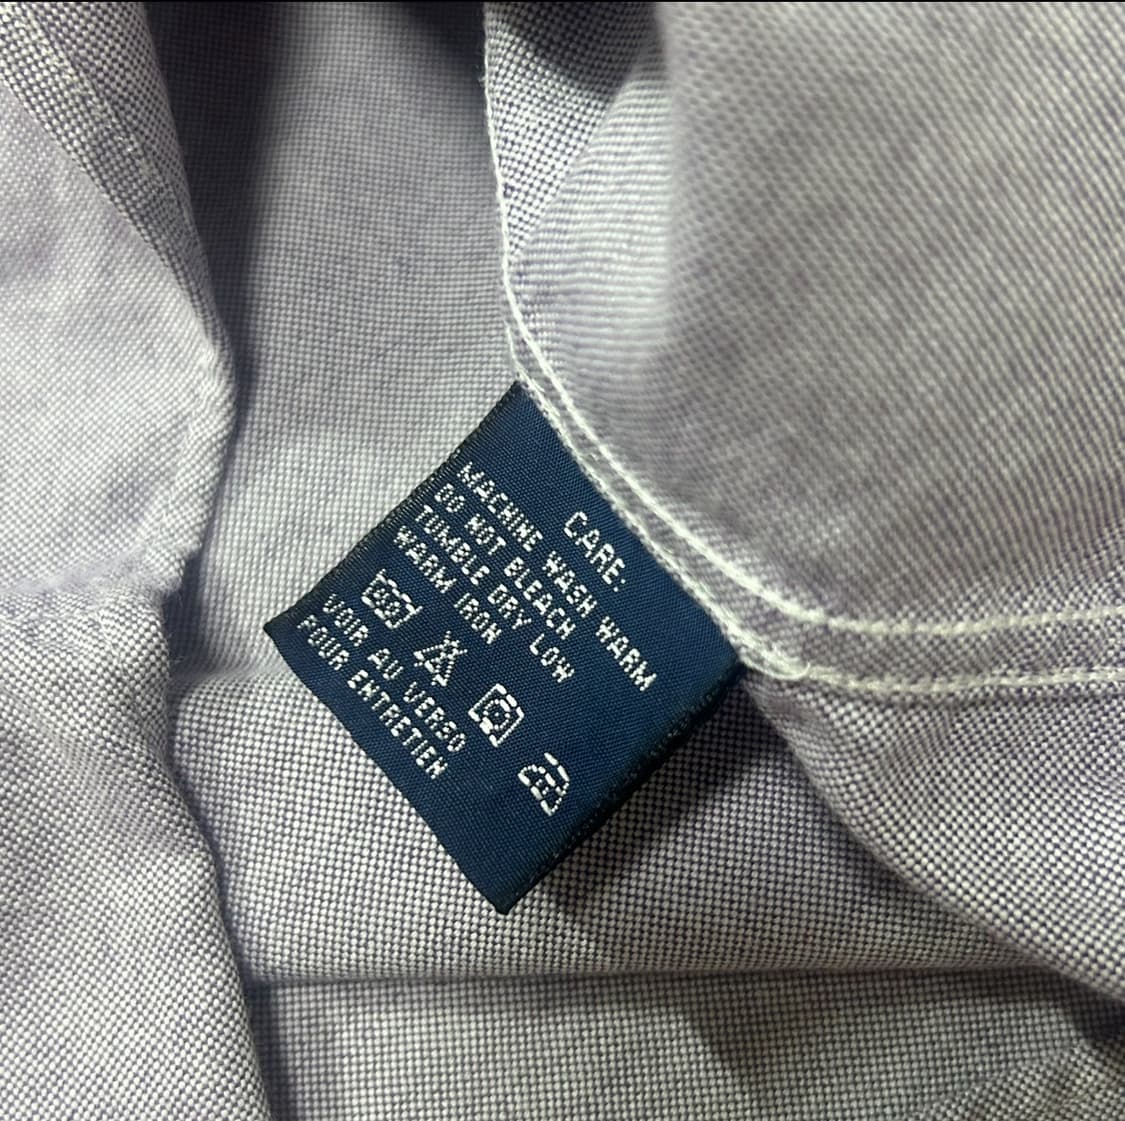 CARE:
MACHINE WASH WARM
DO NOT BLEACH
TUMBLE DRY LOW
WARM IRON
VOIR AU VERSO
POUR ENTRETIEN